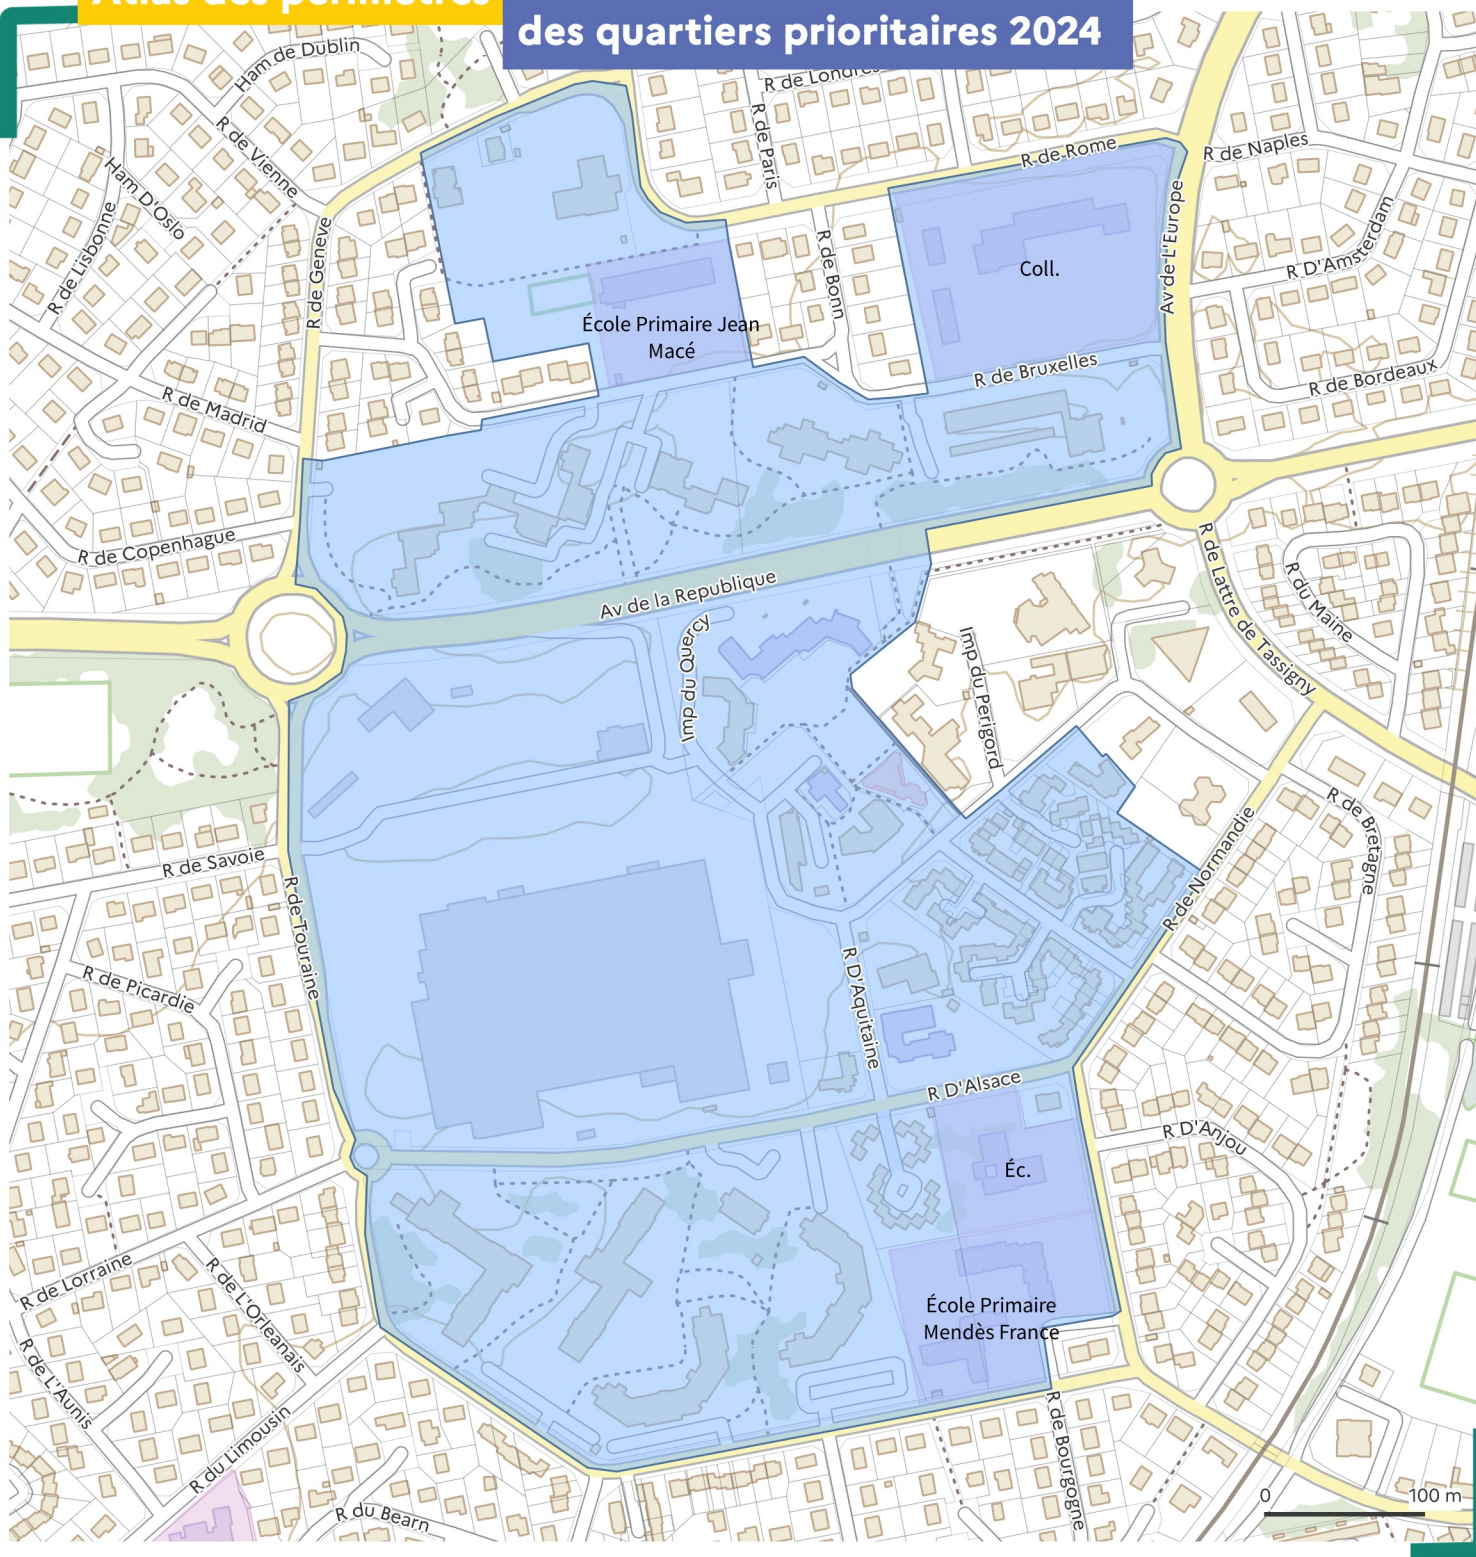 Atlas des périmètres
des quartiers prioritaires 2024
Ham de Dublin
R de Londres
R de Vienne
R de Paris
R de Rome
R de Naples
Ham D'Oslo
R de Lisbonne
R de Geneve
R de Bonn
Av de L'Europe
R D'Amsterdam
Coll.
École Primaire Jean
Macé
R de Bruxelles
R de Bordeaux
R de Madrid
R de Copenhague
Av de la Republique
R de Lattre de Tassigny
R du Maine
Imp du Quercy
Imp du Perigord
R de Bretagne
R de Normandie
R de Savoie
R de Touraine
R de Picardie
R D'Aquitaine
R D'Alsace
R D'Anjou
Éc.
R de Lorraine
R de L'Orleanais
École Primaire
Mendès France
R de L'Aunis
R du Limousin
R de Bourgogne
R du Bearn
0 100 m